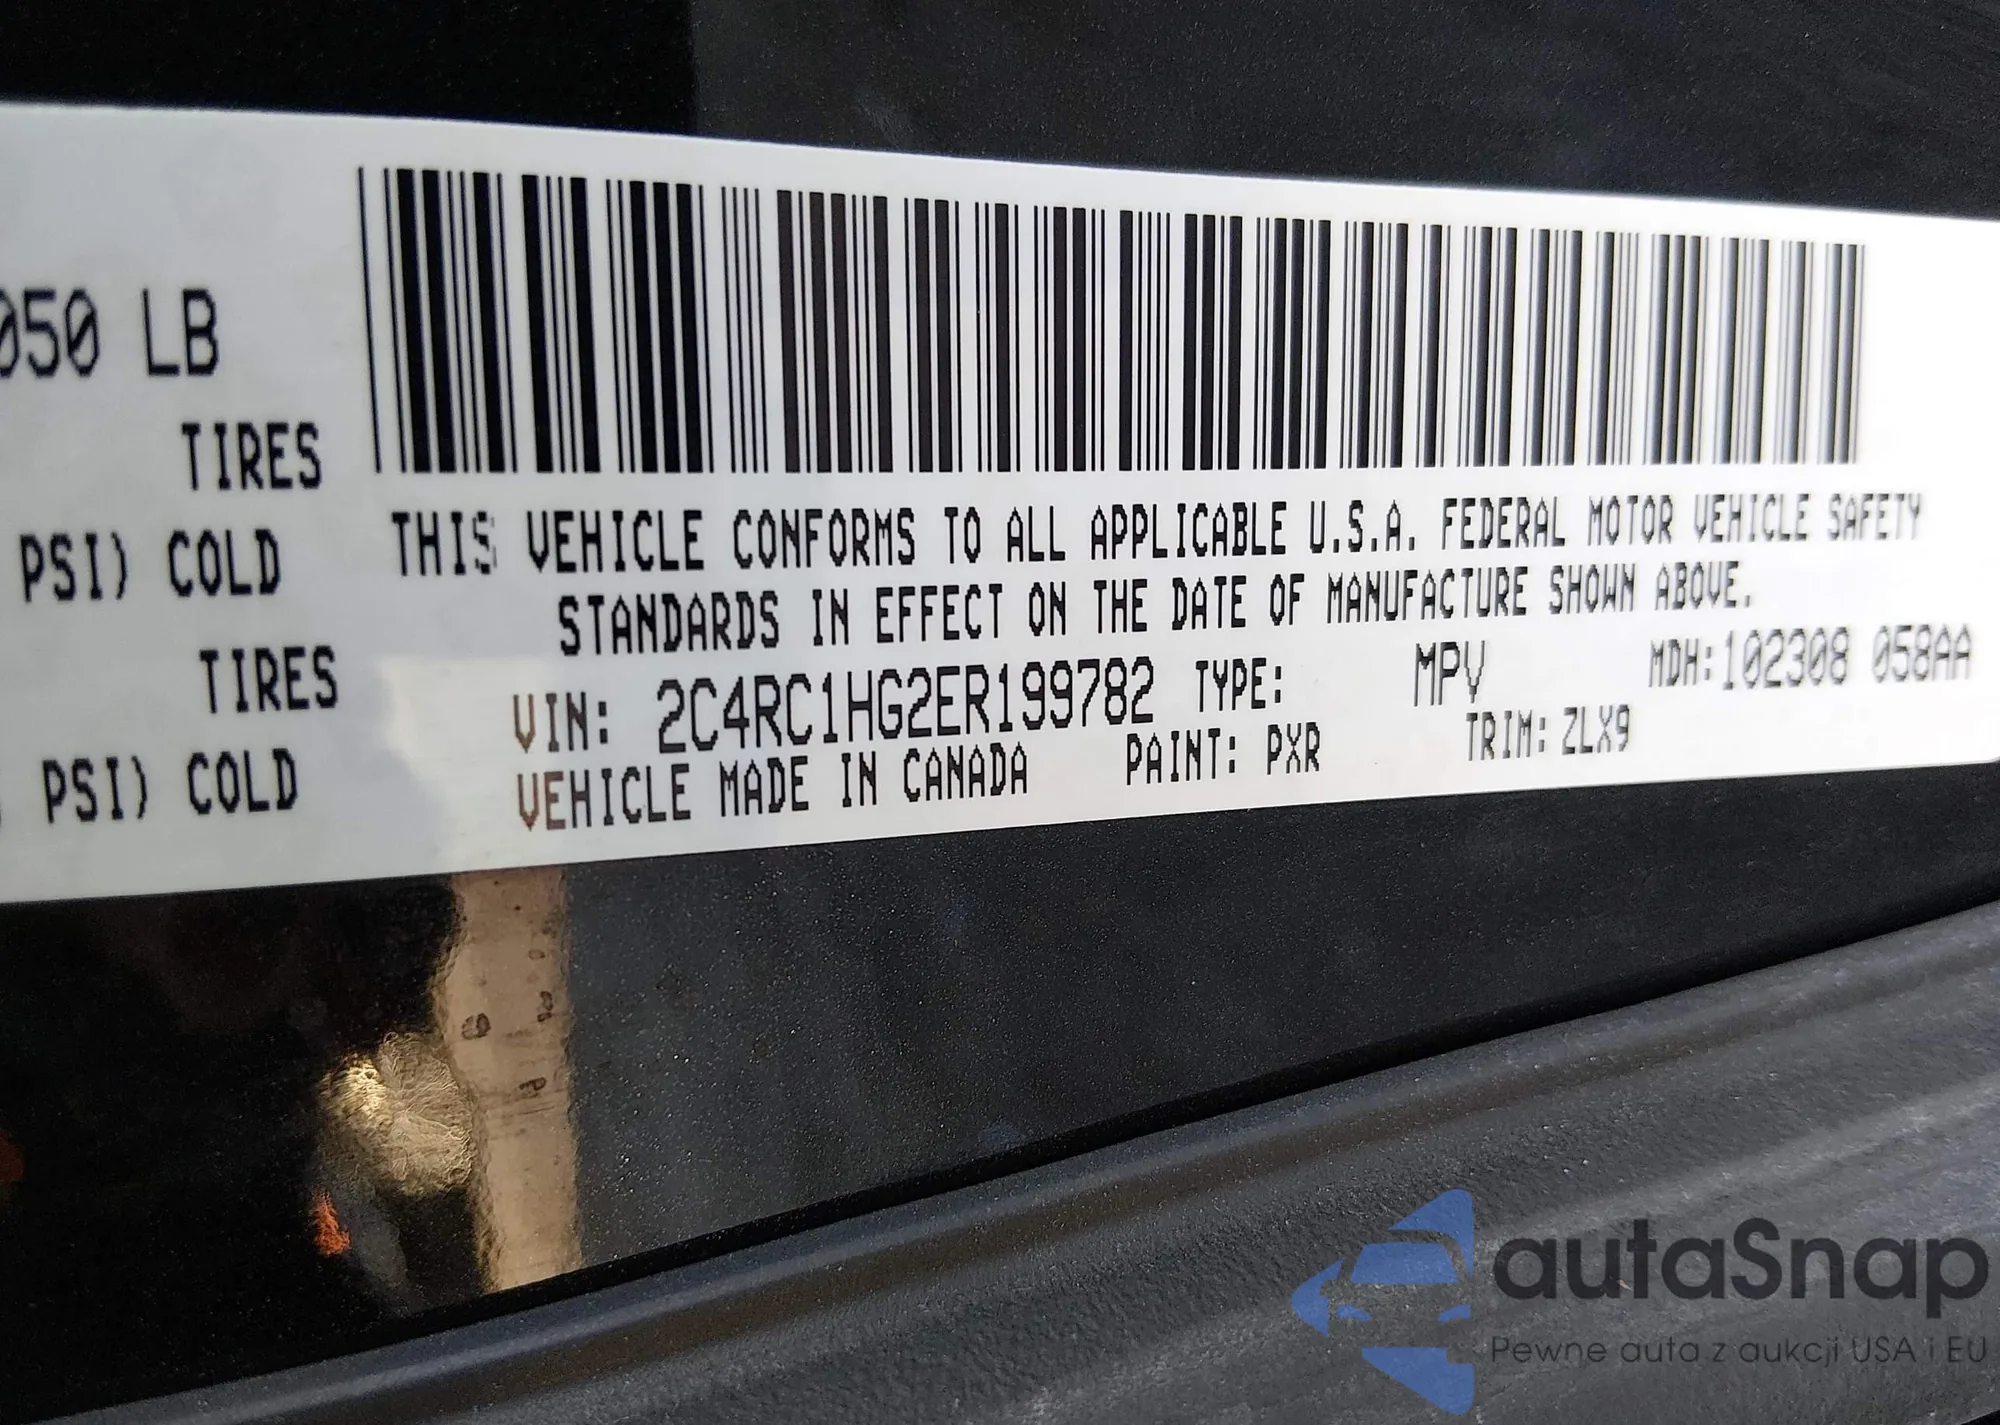 050 LB
TIRES
PSI) COLD
TIRES
PSI) COLD
THIS VEHICLE CONFORMS TO ALL APPLICABLE U.S.A. FEDERAL MOTOR VEHICLE SAFETY
STANDARDS IN EFFECT ON THE DATE OF MANUFACTURE SHOWN ABOVE.
VIN: 2C4RC1HG2ER199782 TYPE: MPV MDH:102308 058AA
VEHICLE MADE IN CANADA PAINT: PXR TRIM: ZLX9
autaSnap
Pewne auta z aukcji USA i EU